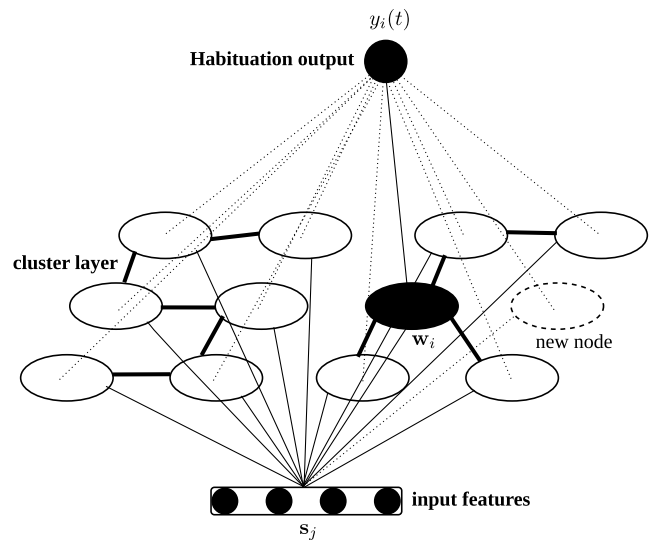 y_i(t)
Habituation output
cluster layer
w_i
new node
input features
s_j